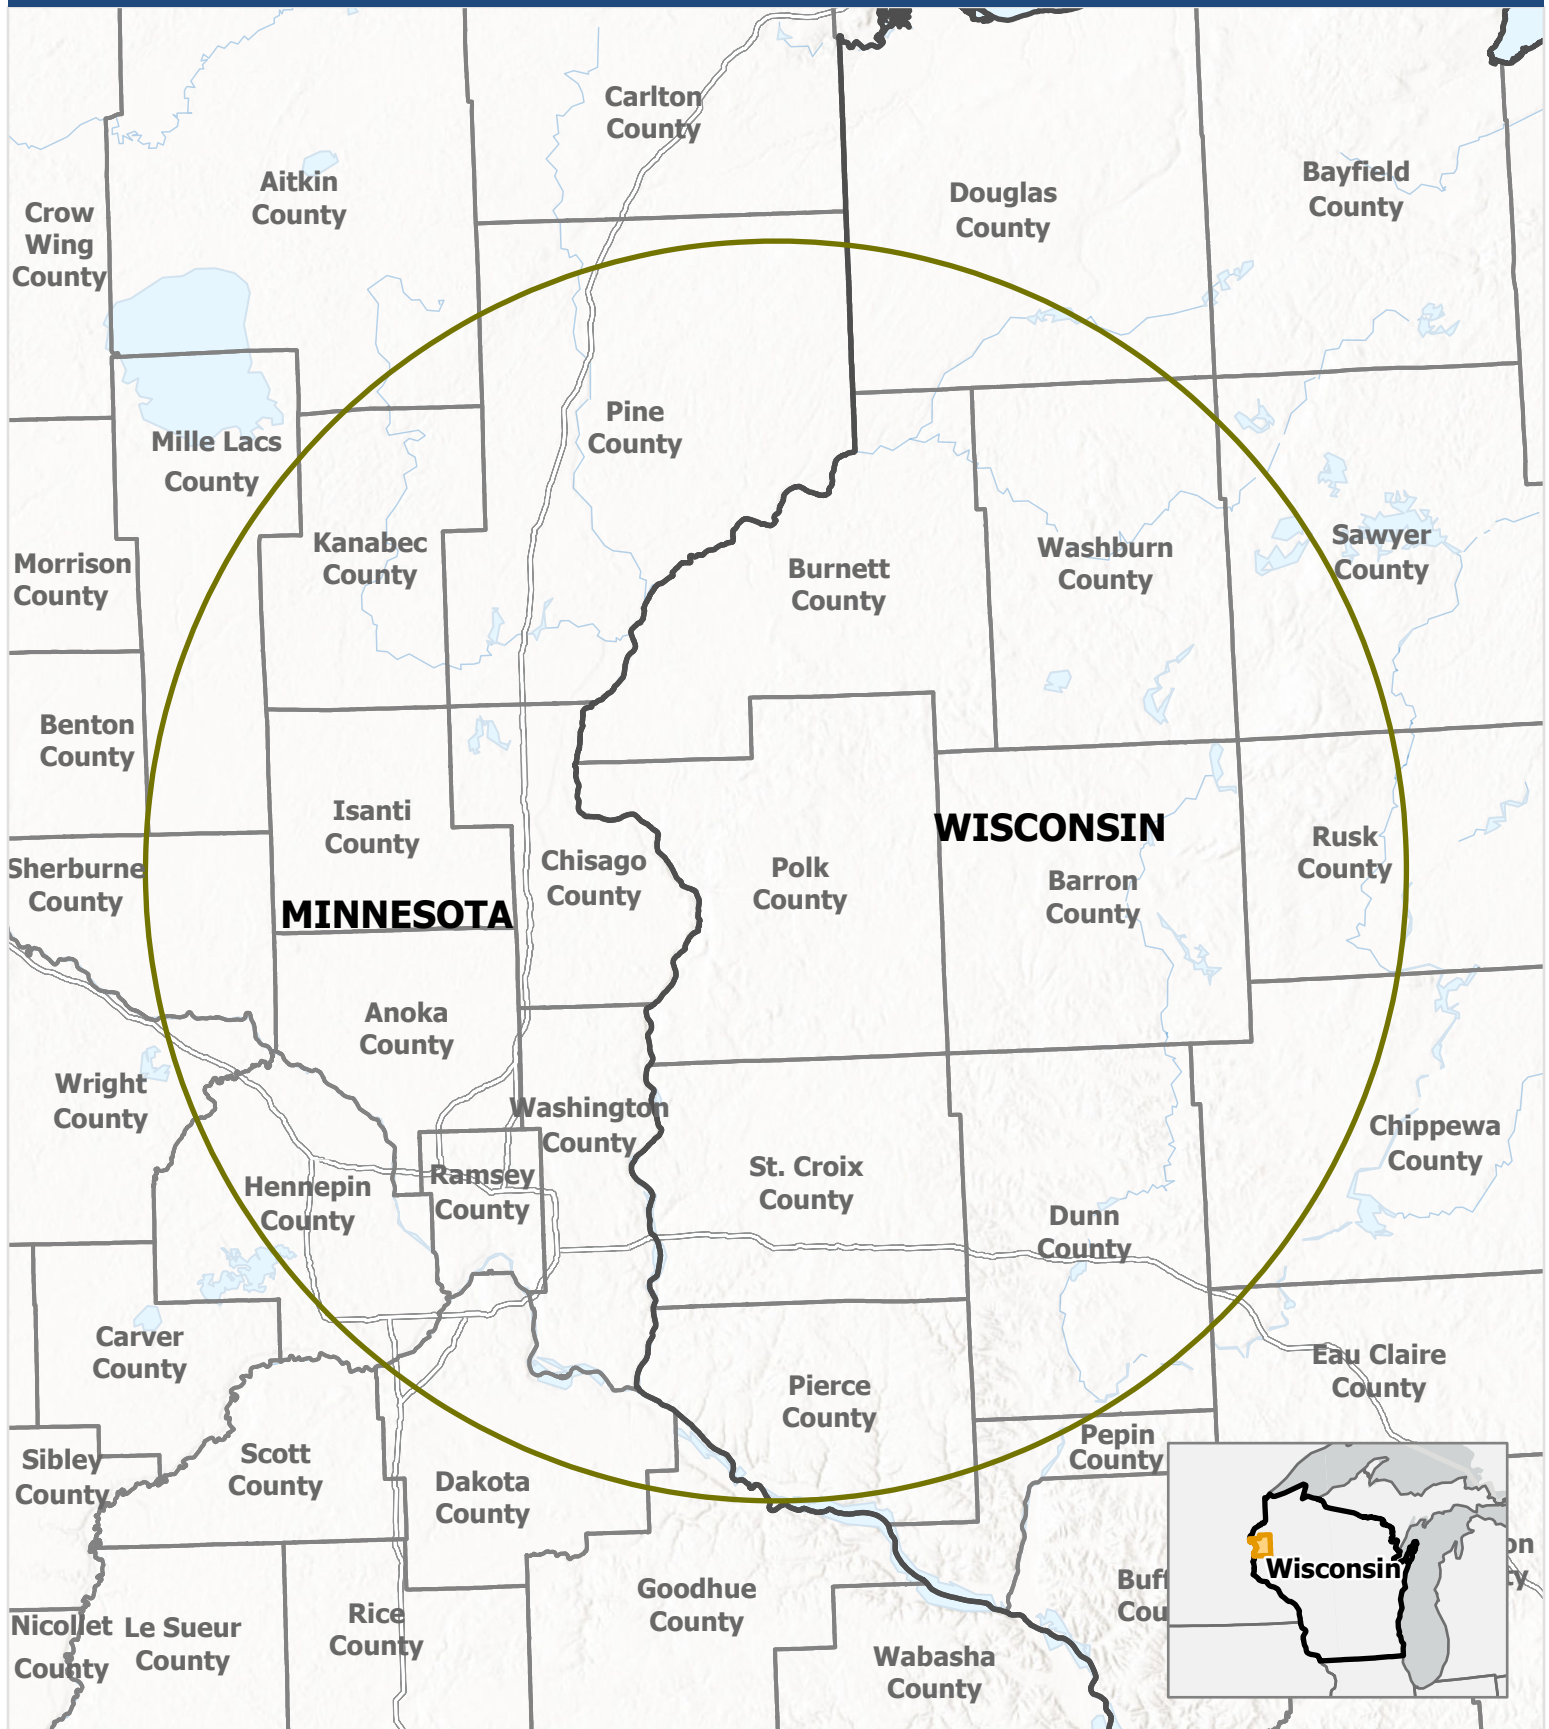 Carlton
County
Aitkin
County
Bayfield
County
Douglas
County
Crow
Wing
County
Pine
County
Mille Lacs
County
Kanabec
County
Morrison
County
Burnett
County
Washburn
County
Sawyer
County
Benton
County
Isanti
County
WISCONSIN
Sherburne
County
Chisago
County
Polk
County
Barron
County
Rusk
County
MINNESOTA
Anoka
County
Wright
County
Washington
County
Chippewa
County
Hennepin
County
Ramsey
County
St. Croix
County
Dunn
County
Carver
County
Pierce
County
Eau Claire
County
Sibley
County
Scott
County
Dakota
County
Pepin
County
Wisconsin
Buff
Cou
on
ty
Goodhue
County
Nicollet
County
Le Sueur
County
Rice
County
Wabasha
County